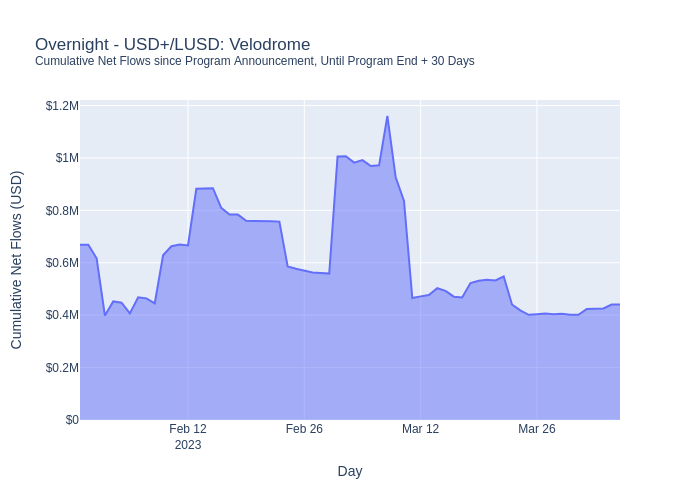 Overnight - USD+/LUSD: Velodrome
Cumulative Net Flows since Program Announcement, Until Program End + 30 Days
$1.2M
$1M
$0.8M
$0.6M
$0.4M
$0.2M
$0
Cumulative Net Flows (USD)
Feb 12
2023
Feb 26
Mar 12
Mar 26
Day